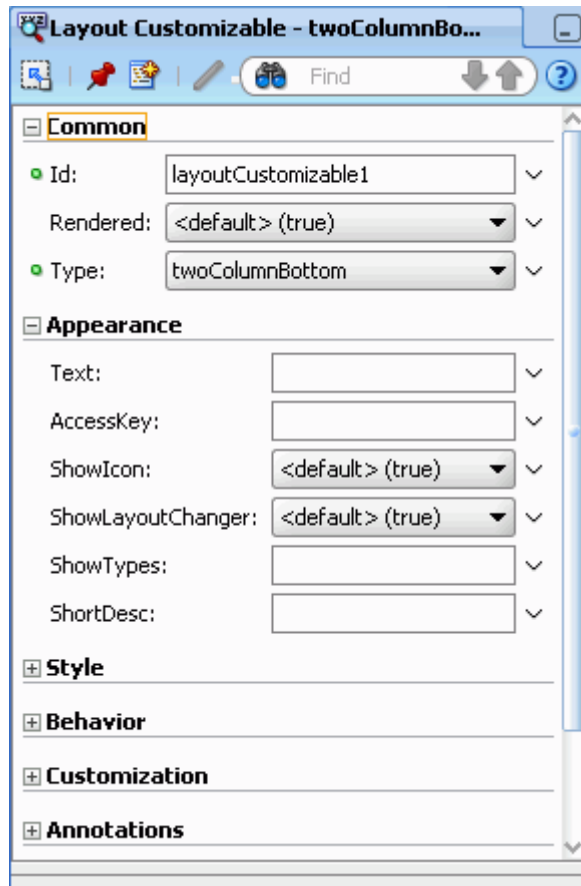 Layout Customizable - twoColumnBo...
Find
Common
Id: layoutCustomizable1
Rendered: <default> (true)
Type: twoColumnBottom
Appearance
Text:
AccessKey:
ShowIcon: <default> (true)
ShowLayoutChanger: <default> (true)
ShowTypes:
ShortDesc:
Style
Behavior
Customization
Annotations